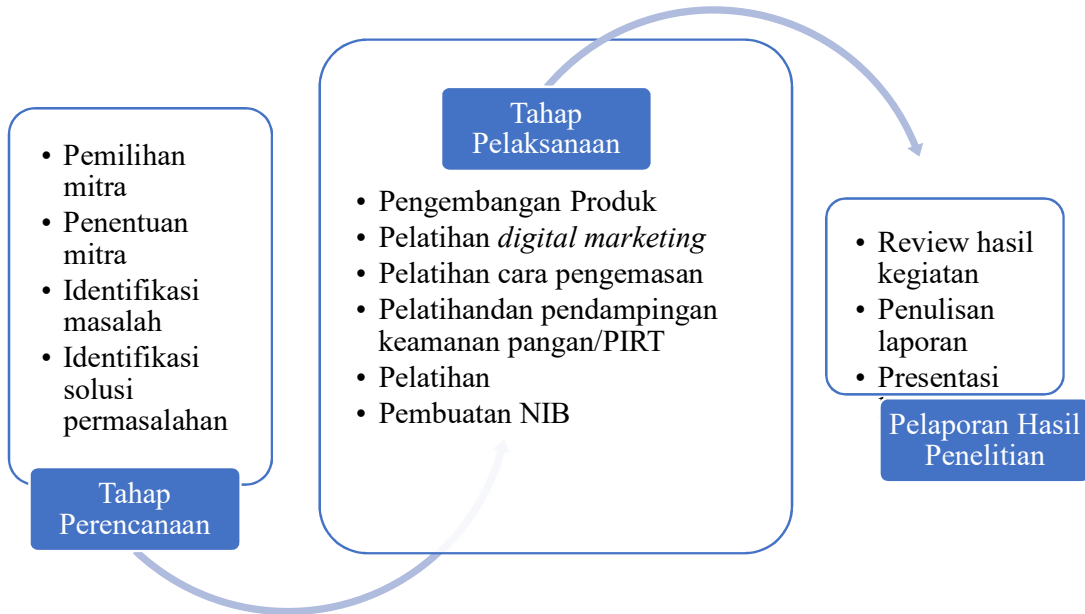 • Pemilihan
mitra
• Penentuan
mitra
• Identifikasi
masalah
• Identifikasi
solusi
permasalahan
Tahap
Perencanaan
Tahap
Pelaksanaan
• Pengembangan Produk
• Pelatihan digital marketing
• Pelatihan cara pengemasan
• Pelatihandan pendampingan
keamanan pangan/PIRT
• Pelatihan
• Pembuatan NIB
• Review hasil
kegiatan
• Penulisan
laporan
• Presentasi
Pelaporan Hasil
Penelitian